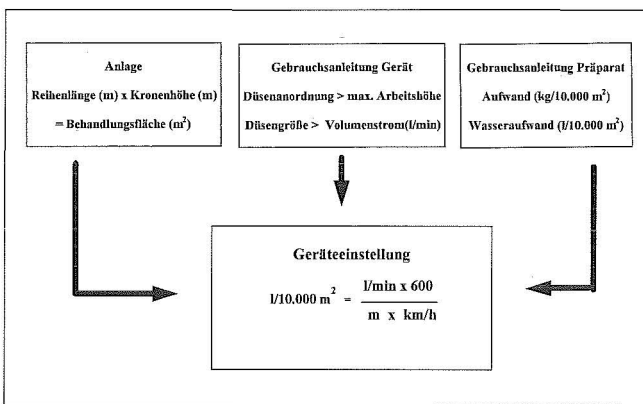 Anlage
Reihenlänge (m) x Kronenhöhe (m)
= Behandlungsfläche (m²)
Gebrauchsanleitung Gerät
Düsenanordnung > max. Arbeitshöhe
Düsengröße > Volumenstrom(l/min)
Gebrauchsanleitung Präparat
Aufwand (kg/10.000 m²)
Wasseraufwand (l/10.000 m²)
Geräteeinstellung
l/10.000 m² = l/min x 600
m x km/h